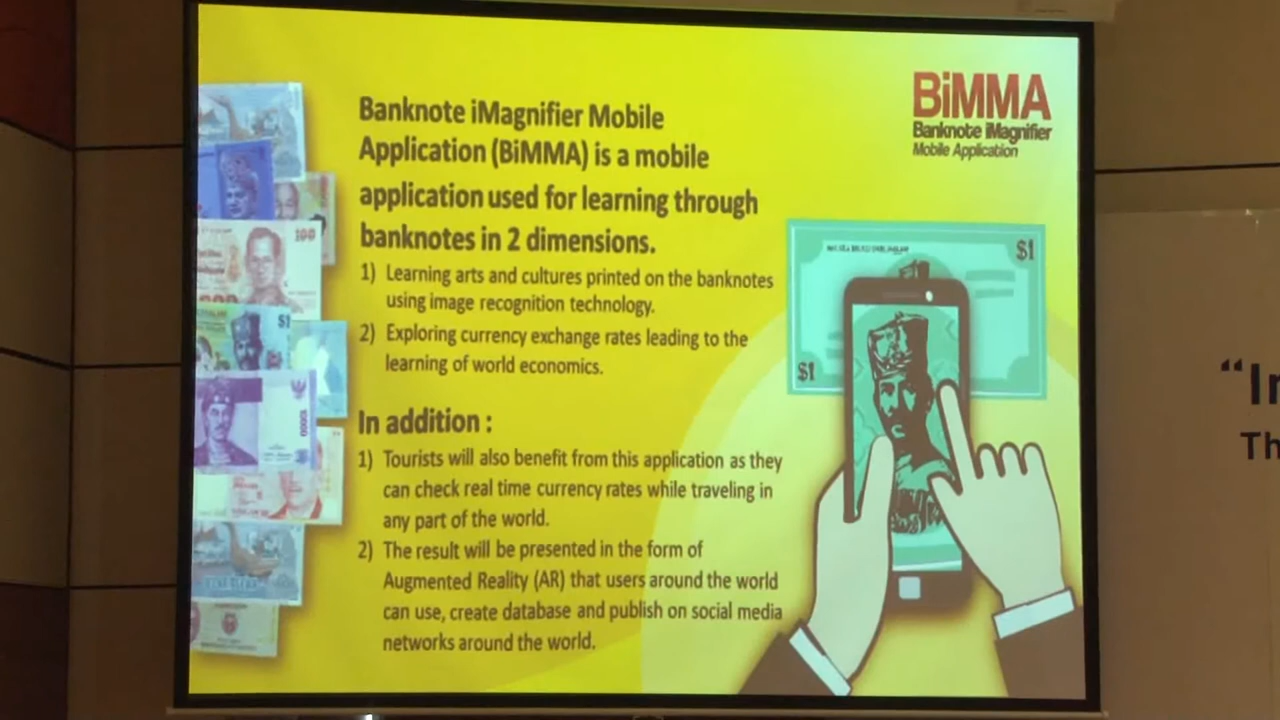 BiMMA
Banknote iMagnifier
Mobile Application
Banknote iMagnifier Mobile
Application (BiMMA) is a mobile
application used for learning through
banknotes in 2 dimensions.
1) Learning arts and cultures printed on the banknotes
using image recognition technology.
2) Exploring currency exchange rates leading to the
learning of world economics.
In addition :
1) Tourists will also benefit from this application as they
can check real time currency rates while traveling in
any part of the world.
2) The result will be presented in the form of
Augmented Reality (AR) that users around the world
can use, create database and publish on social media
networks around the world.
100
$1
10000
$1
$1
“In
Th